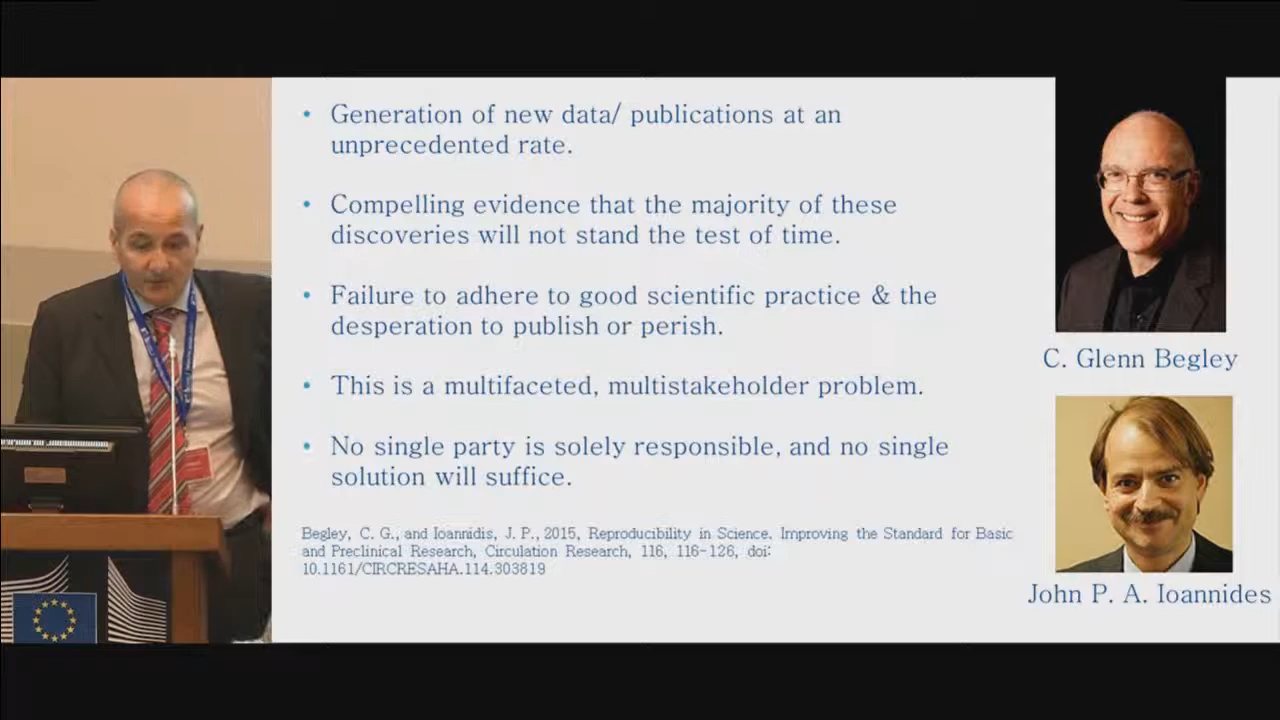 • Generation of new data/ publications at an
unprecedented rate.
• Compelling evidence that the majority of these
discoveries will not stand the test of time.
• Failure to adhere to good scientific practice & the
desperation to publish or perish.
• This is a multifaceted, multistakeholder problem.
• No single party is solely responsible, and no single
solution will suffice.
Begley, C. G., and Ioannidis, J. P., 2015, Reproducibility in Science. Improving the Standard for Basic
and Preclinical Research, Circulation Research, 116, 116-126, doi:
10.1161/CIRCRESAHA.114.303819
C. Glenn Begley
John P. A. Ioannides